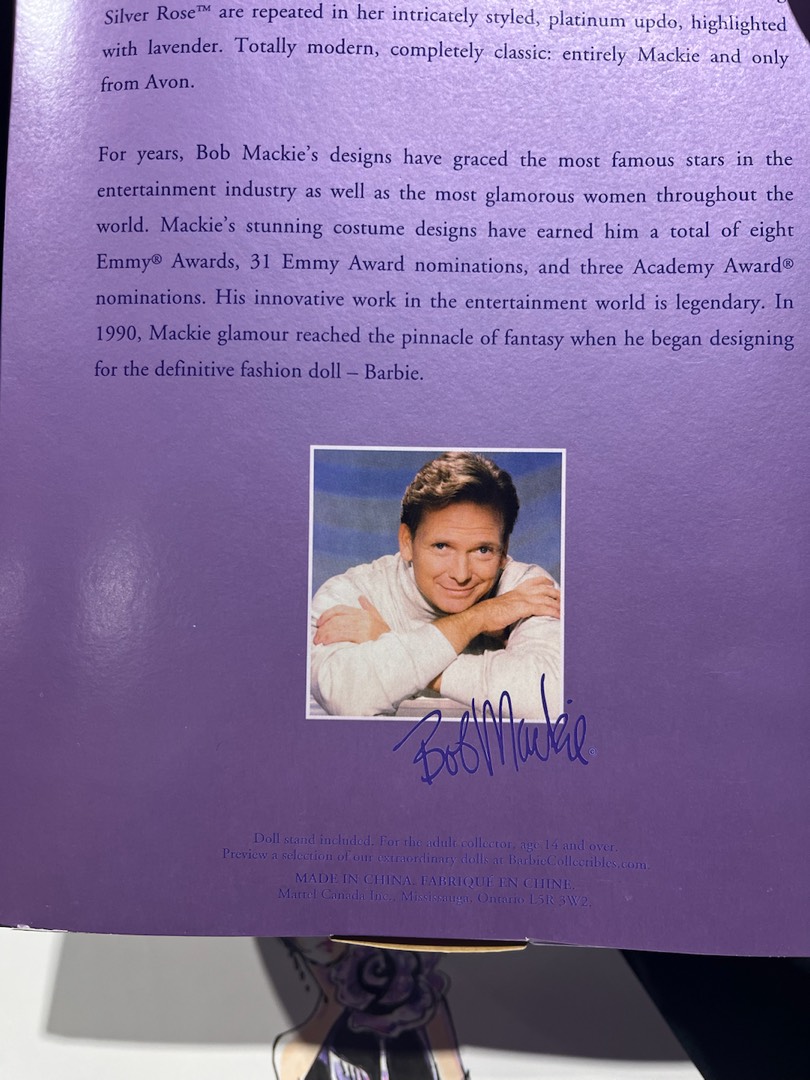 Silver Rose™ are repeated in her intricately styled, platinum updo, highlighted
with lavender. Totally modern, completely classic: entirely Mackie and only
from Avon.
For years, Bob Mackie's designs have graced the most famous stars in the
entertainment industry as well as the most glamorous women throughout the
world. Mackie's stunning costume designs have earned him a total of eight
Emmy® Awards, 31 Emmy Award nominations, and three Academy Award®
nominations. His innovative work in the entertainment world is legendary. In
1990, Mackie glamour reached the pinnacle of fantasy when he began designing
for the definitive fashion doll – Barbie.
Bob Mackie®
Doll stand included. For the adult collector, age 14 and over.
Preview a selection of our extraordinary dolls at BarbieCollectibles.com.
MADE IN CHINA. FABRIQUÉ EN CHINE.
Mattel Canada Inc., Mississauga, Ontario L5R 3W2.